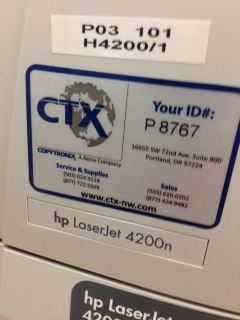 P03 101
H4200/1
CTX
COPYTRONIX, A Xerox Company
Your ID#:
P 8767
16655 SW 72nd Ave. Suite 800
Portland, OR 97224
Service & Supplies
(503) 624.9224
(877) 722.5509
Sales
(503) 620.0202
(877) 424.9482
www.ctx-nw.com
hp LaserJet 4200n
hp LaserJet